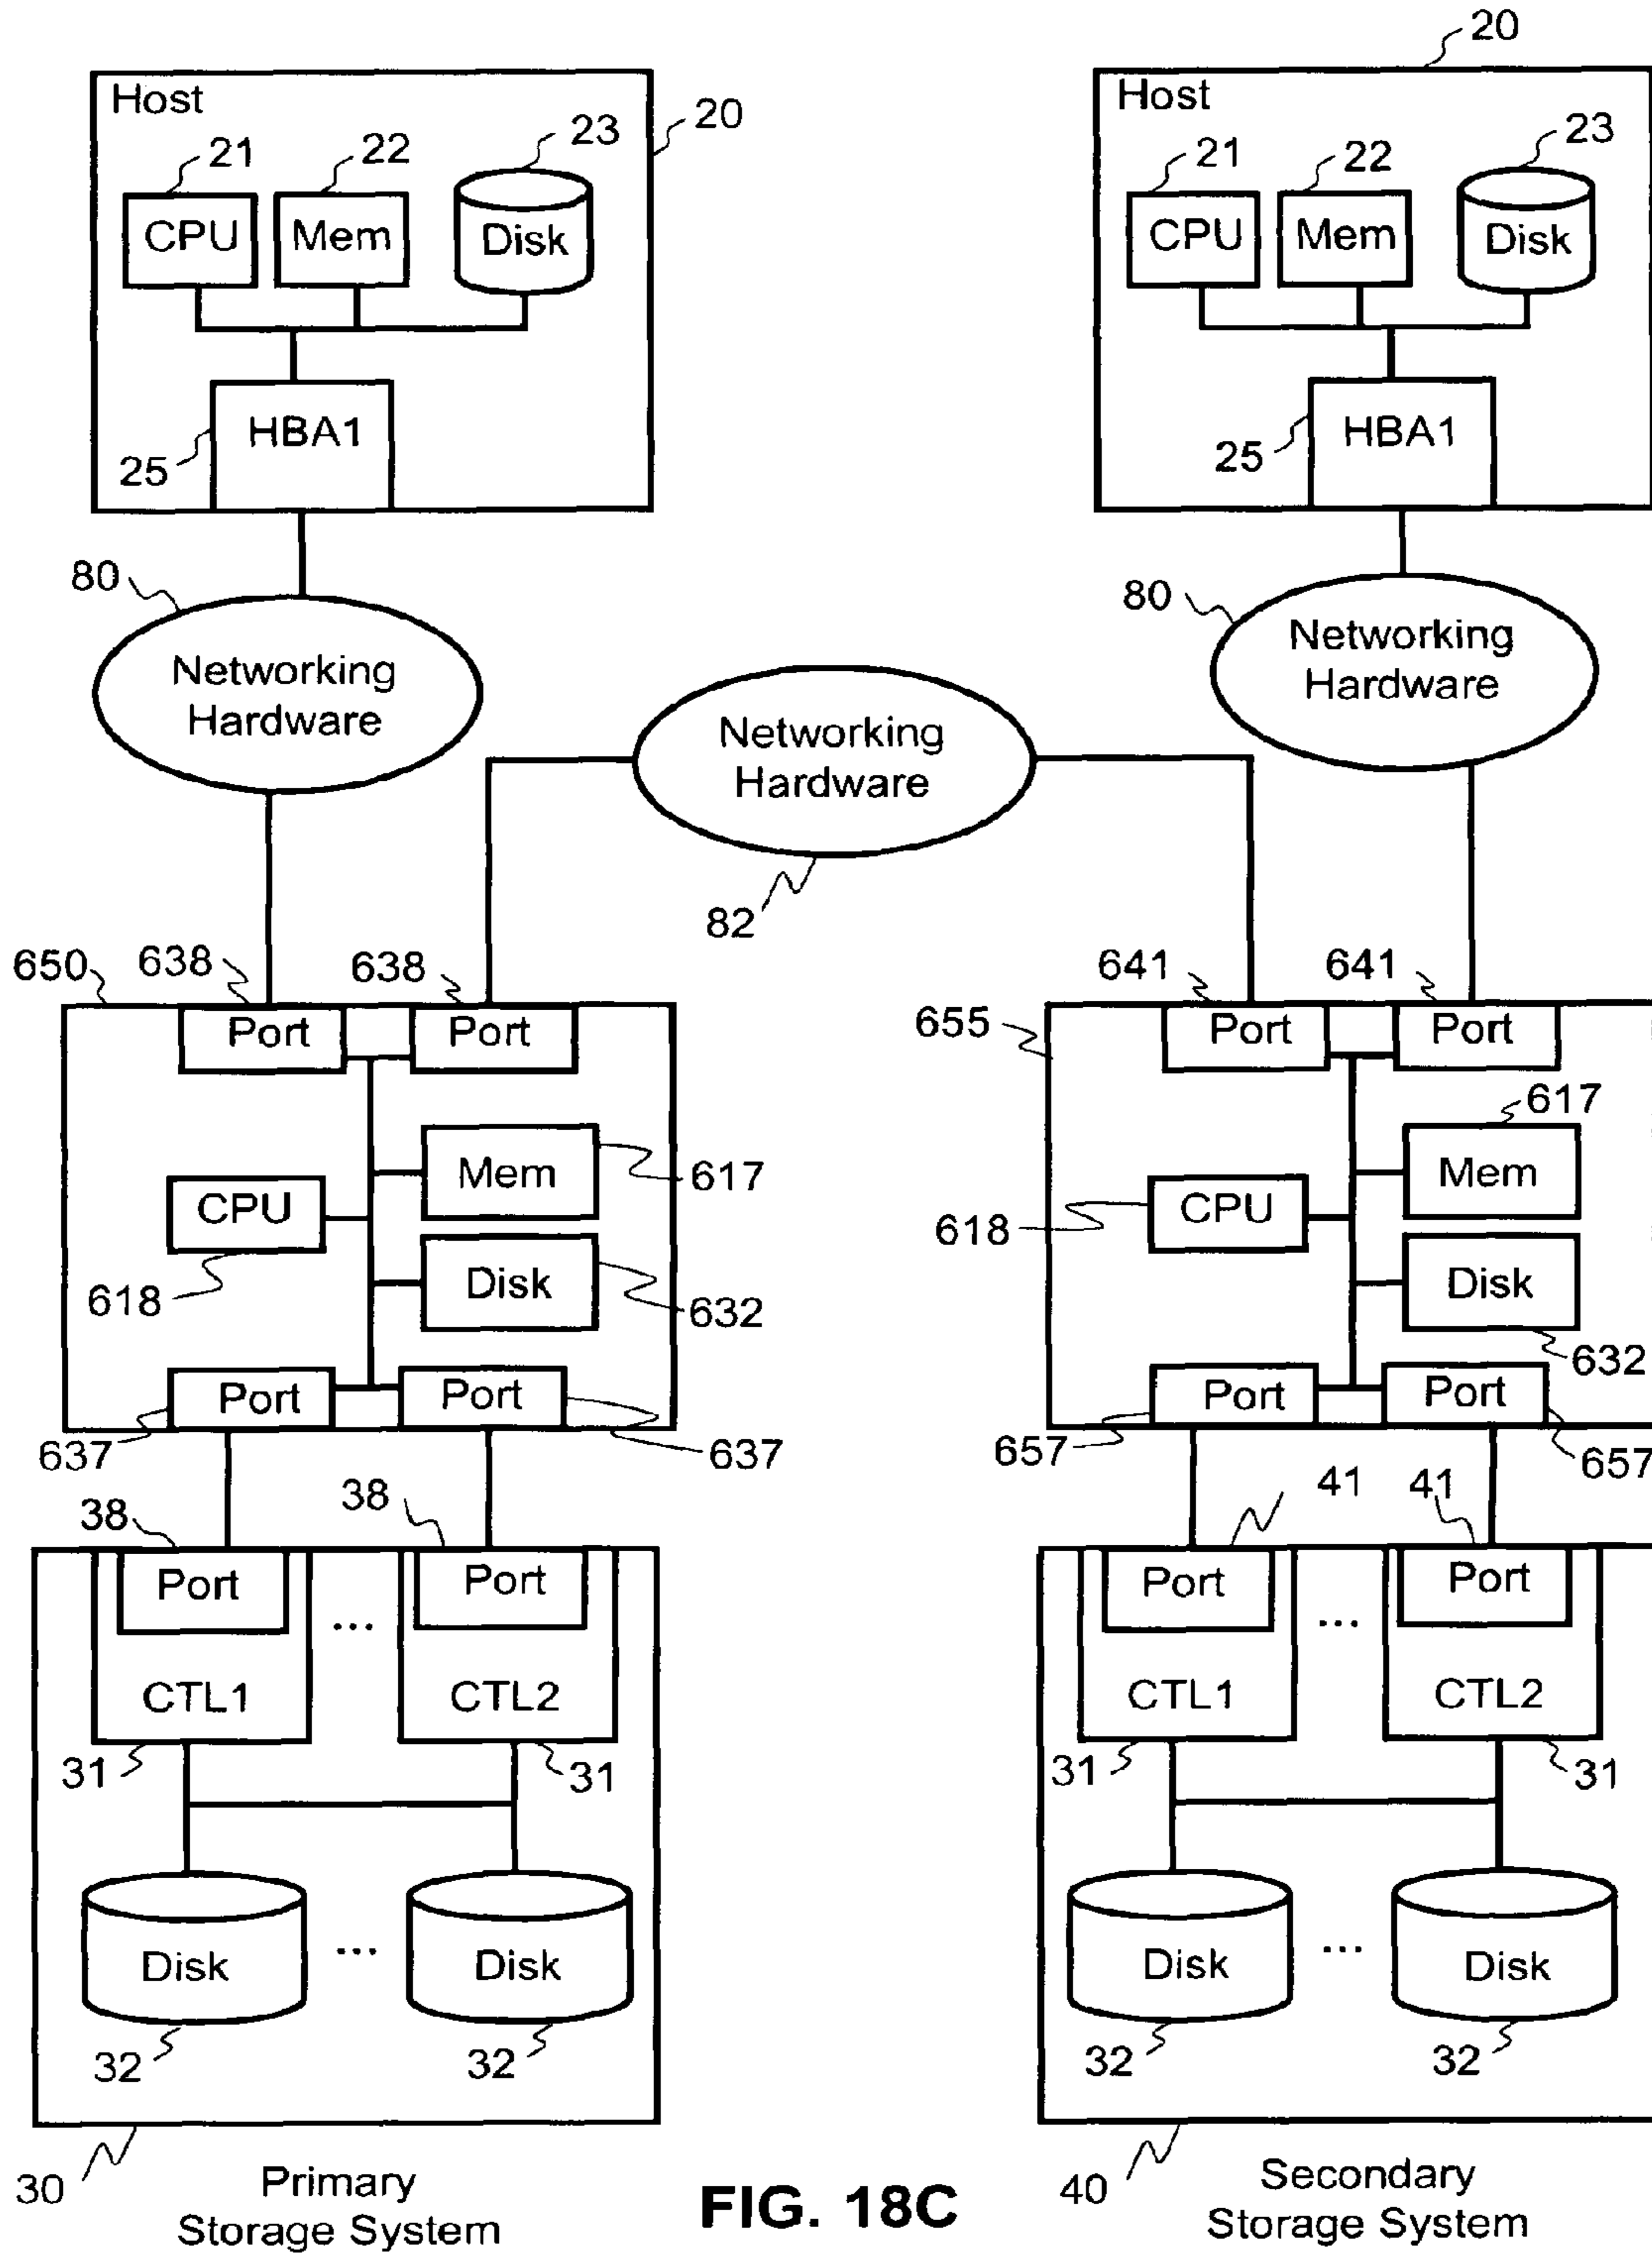 20
Host
Host
20
21
22
23
21
22
23
CPU
Mem
Disk
CPU
Mem
Disk
HBA1
HBA1
25
25
80
80
Networking
Hardware
Networking
Hardware
Networking
Hardware
82
650
638
638
641
641
Port
Port
655
Port
Port
617
Mem
617
Mem
CPU
618
CPU
618
Disk
632
Disk
632
Port
Port
Port
Port
637
637
657
657
38
38
41
41
Port
Port
Port
Port
...
...
CTL1
CTL2
CTL1
CTL2
31
31
31
31
Disk
...
Disk
Disk
...
Disk
32
32
32
32
30
Primary
Storage System
FIG. 18C
40
Secondary
Storage System